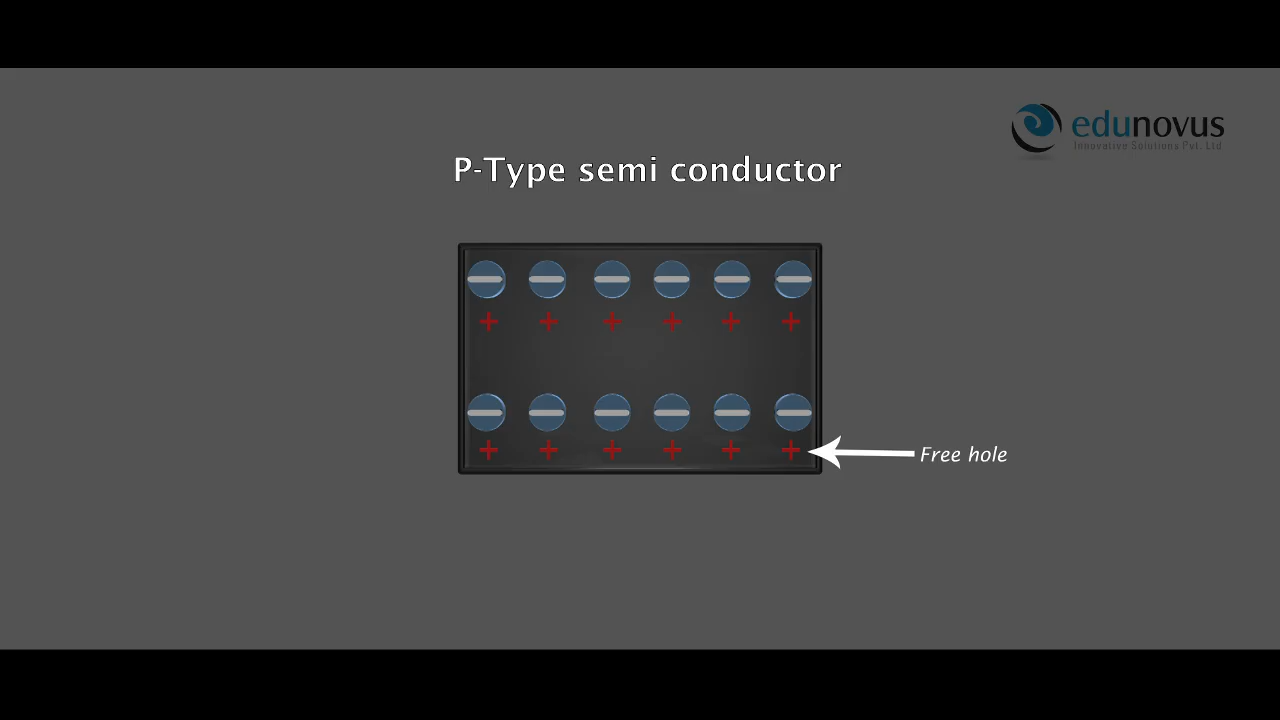 edunovus
Innovative Solutions Pvt. Ltd
P-Type semi conductor
Free hole